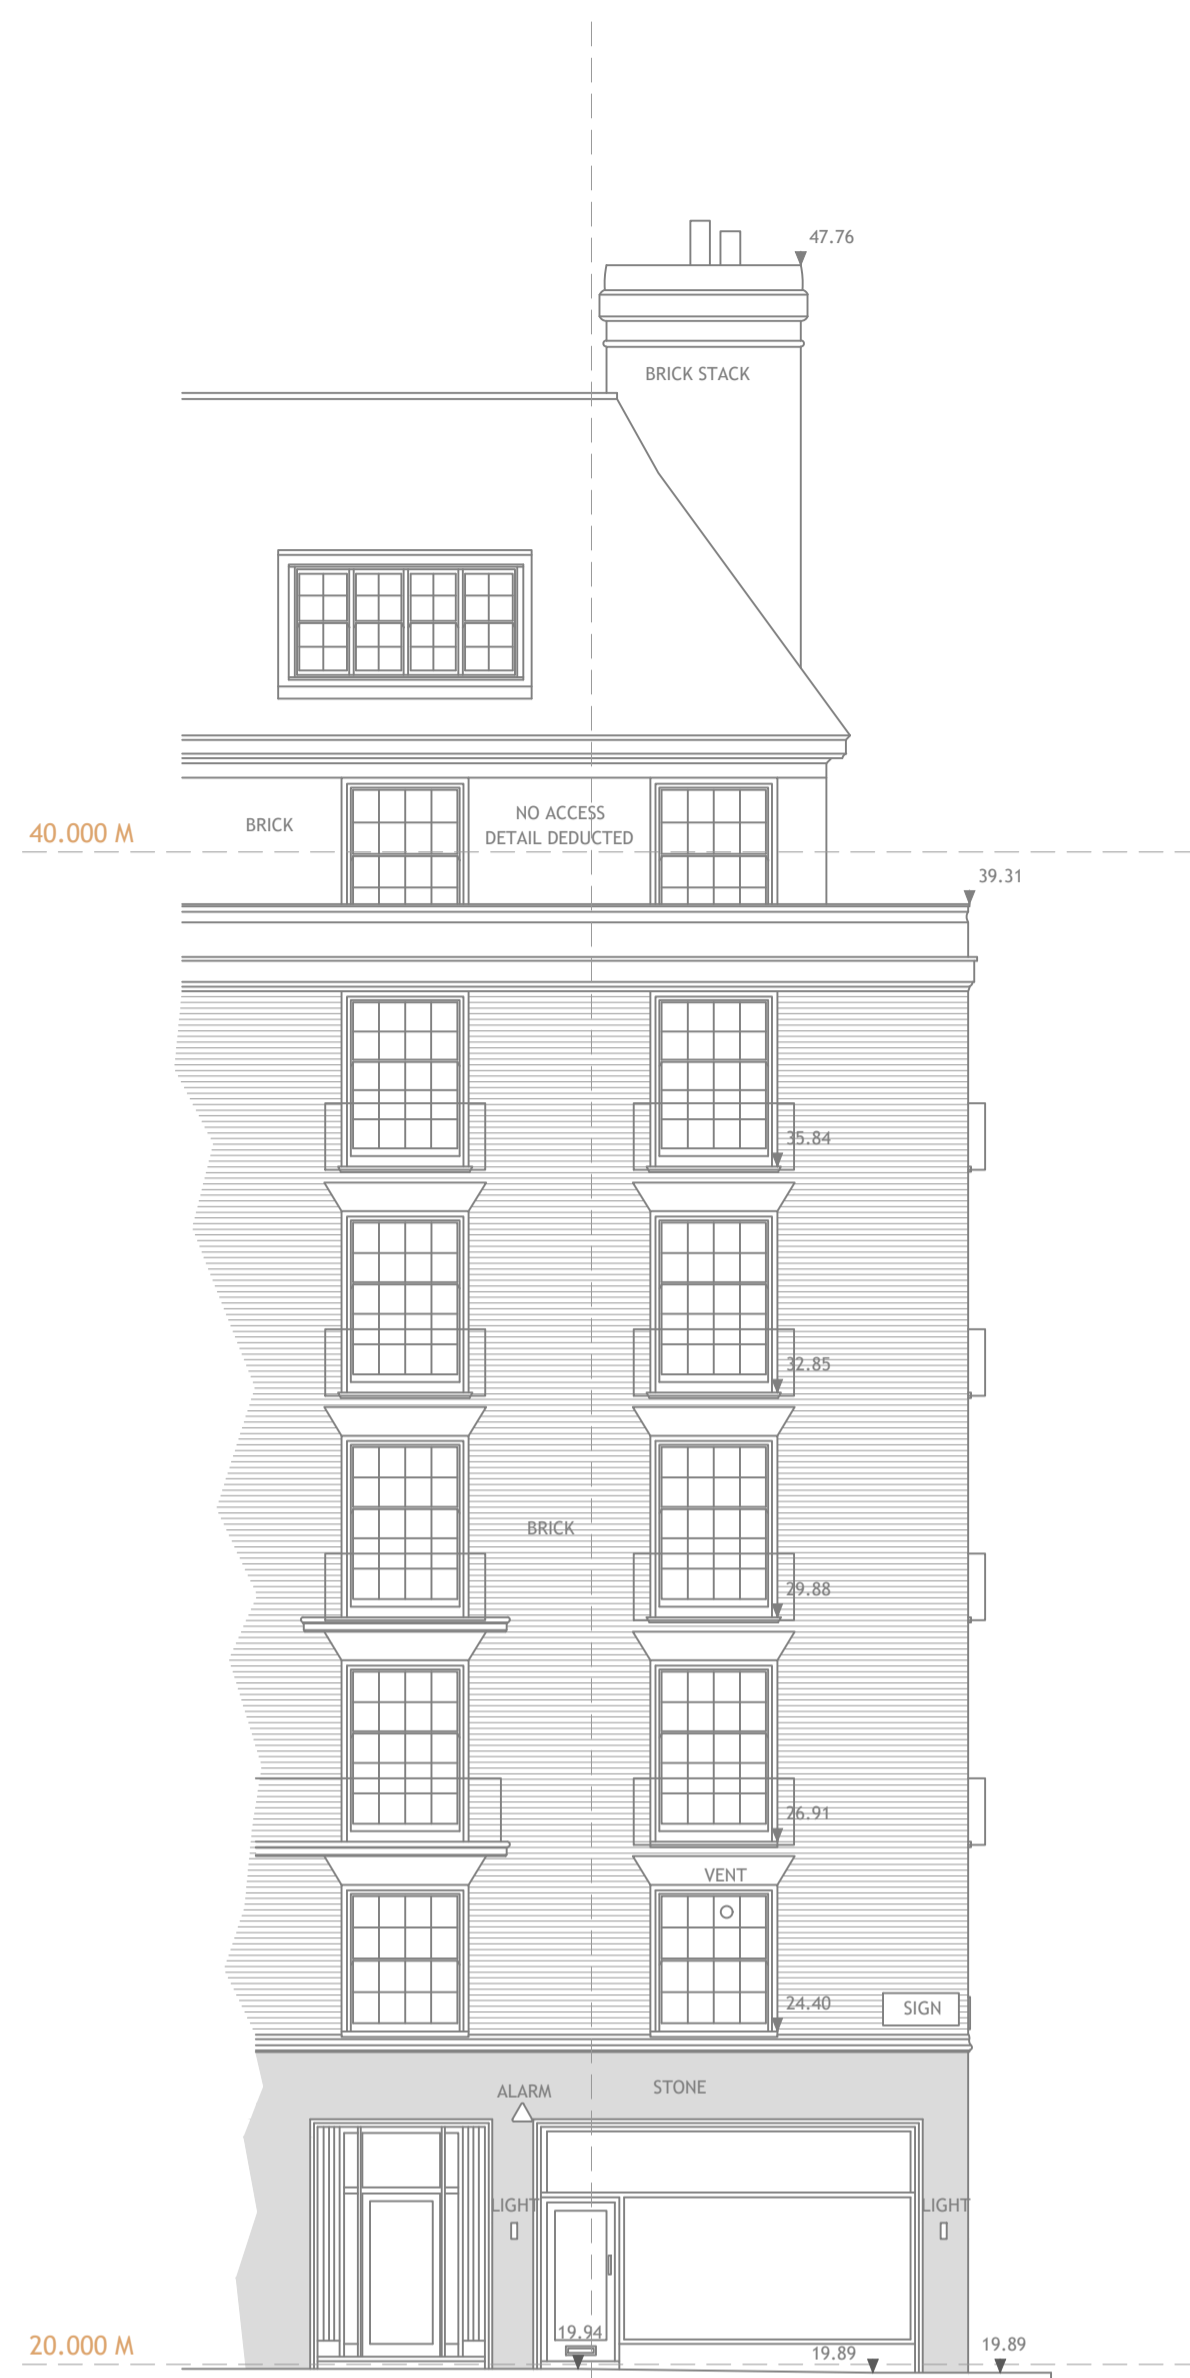 47.76
BRICK STACK
40.000 M
BRICK
NO ACCESS
DETAIL DEDUCTED
39.31
35.84
32.85
BRICK
29.88
26.91
VENT
24.40
SIGN
ALARM
STONE
LIGHT
LIGHT
20.000 M
19.94
19.89
19.89